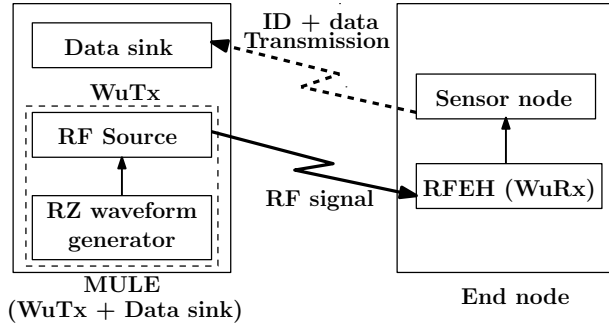 ID + data
Transmission
Data sink
WuTx
RF Source
RZ waveform
generator
MULE
(WuTx + Data sink)
RF signal
Sensor node
RFEH (WuRx)
End node